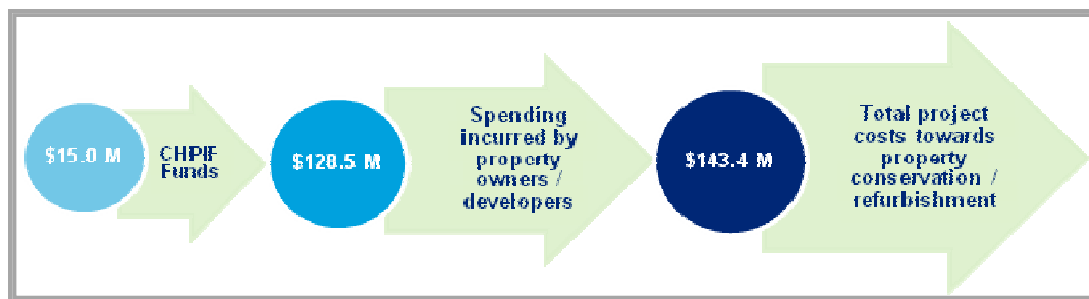 $15.0 M
CHPIF
Funds
$128.5 M
Spending
incurred by
property
owners /
developers
$143.4 M
Total project
costs towards
property
conservation /
refurbishment